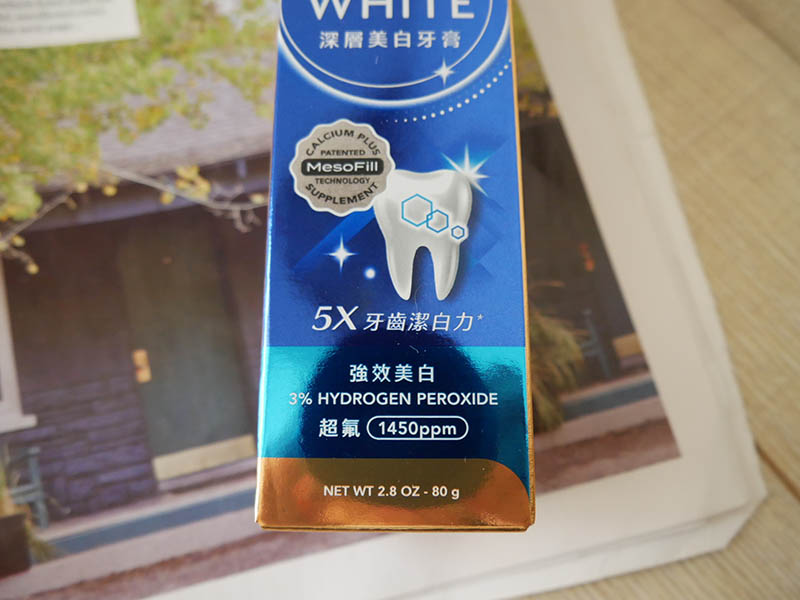 WHITE
深層美白牙膏
CALCIUM PLUS
PATENTED
MesoFill
TECHNOLOGY
SUPPLEMENT
5X 牙齒潔白力*
強效美白
3% HYDROGEN PEROXIDE
超氟 1450ppm
NET WT 2.8 OZ - 80 g